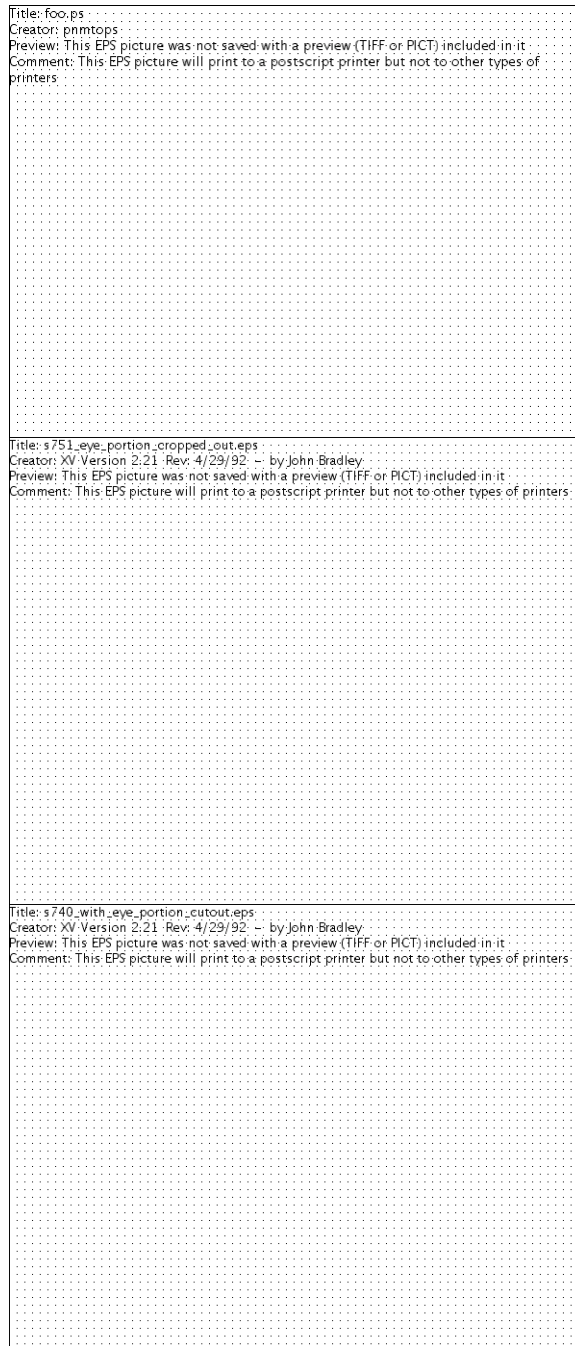 Title: foo.ps
Creator: pnmtops
Preview: This EPS picture was not saved with a preview (TIFF or PICT) included in it
Comment: This EPS picture will print to a postscript printer but not to other types of
printers
Title: s751_eye_portion_cropped_out.eps
Creator: XV Version 2.21 Rev: 4/29/92 – by John Bradley
Preview: This EPS picture was not saved with a preview (TIFF or PICT) included in it
Comment: This EPS picture will print to a postscript printer but not to other types of printers
Title: s740_with_eye_portion_cutout.eps
Creator: XV Version 2.21 Rev: 4/29/92 – by John Bradley
Preview: This EPS picture was not saved with a preview (TIFF or PICT) included in it
Comment: This EPS picture will print to a postscript printer but not to other types of printers